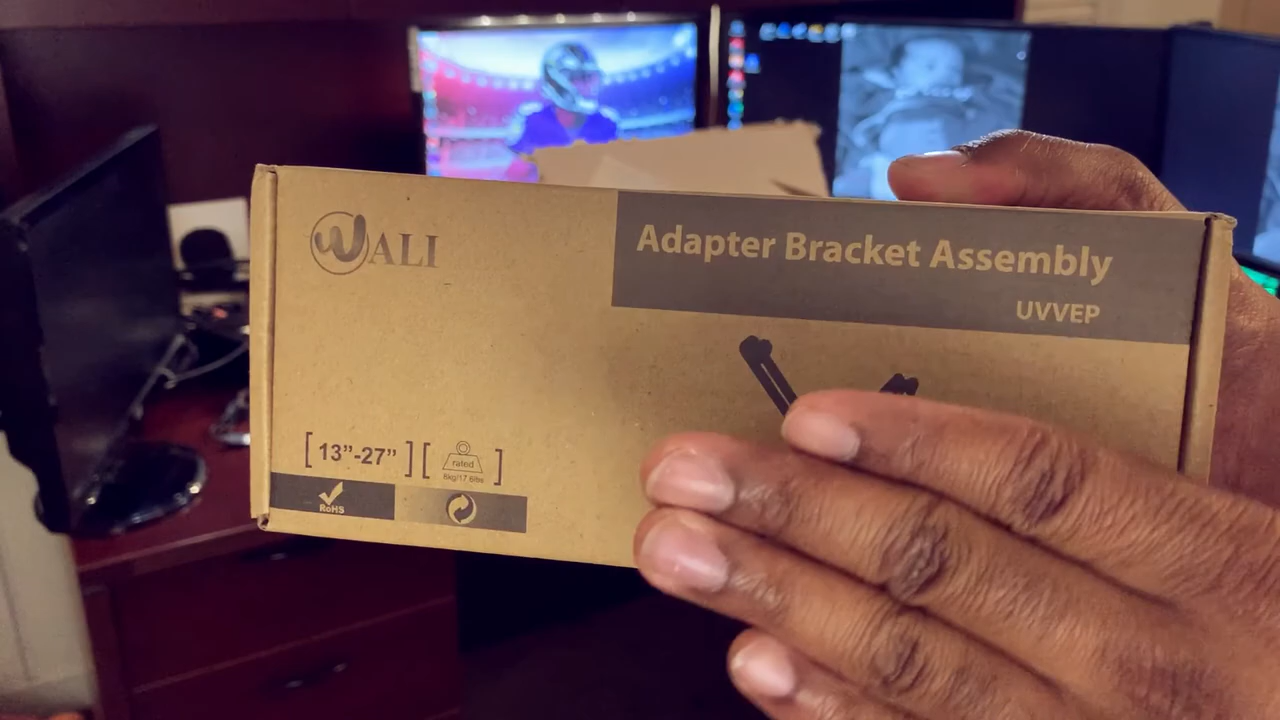 WALI
Adapter Bracket Assembly
UVVEP
[13”-27”]
rated
8kg/17.6lbs
RoHS